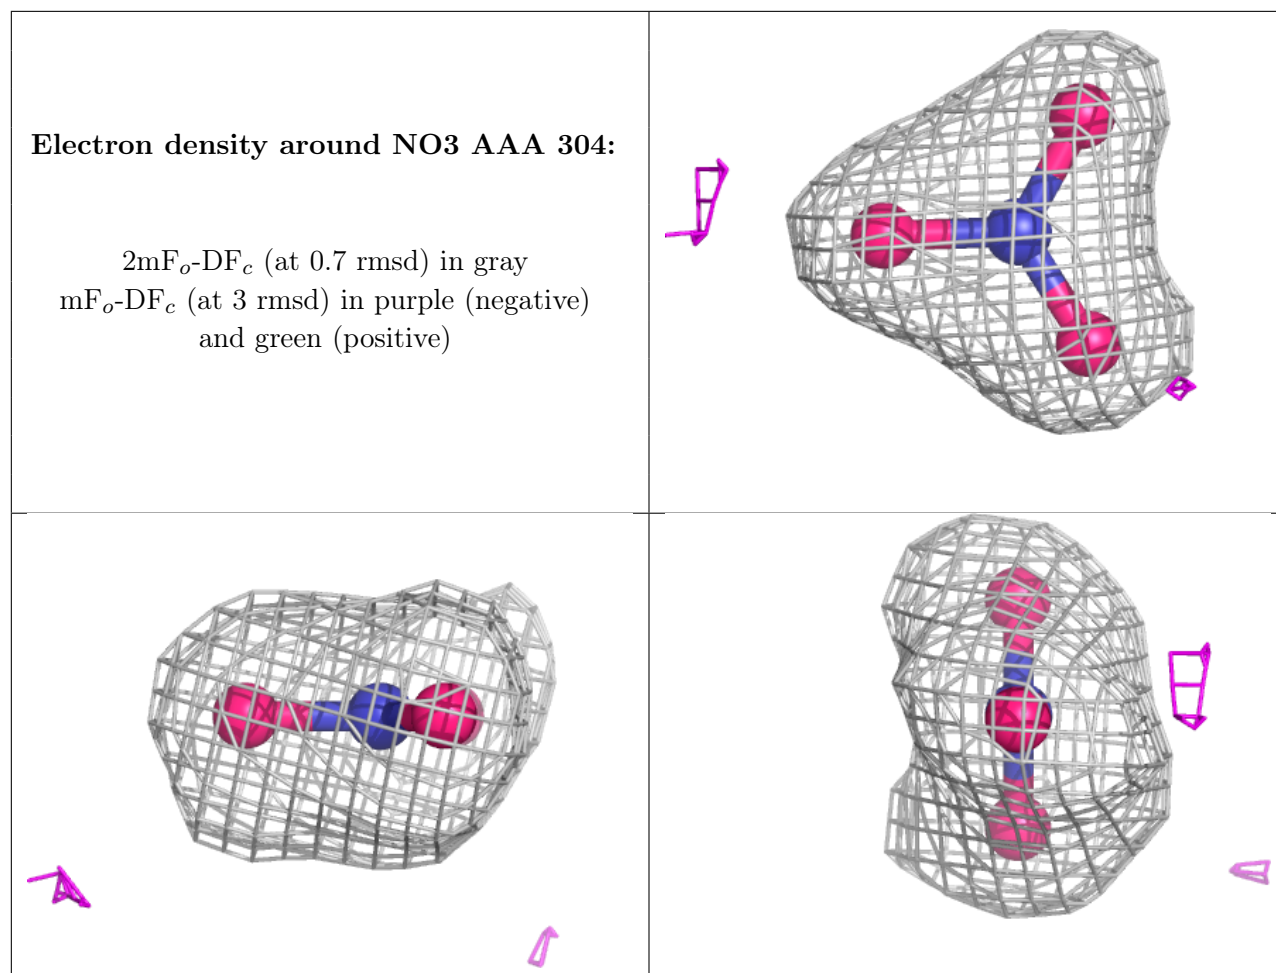 Electron density around NO3 AAA 304:
2mFₒ-DF𝒸 (at 0.7 rmsd) in gray
mFₒ-DF𝒸 (at 3 rmsd) in purple (negative)
and green (positive)